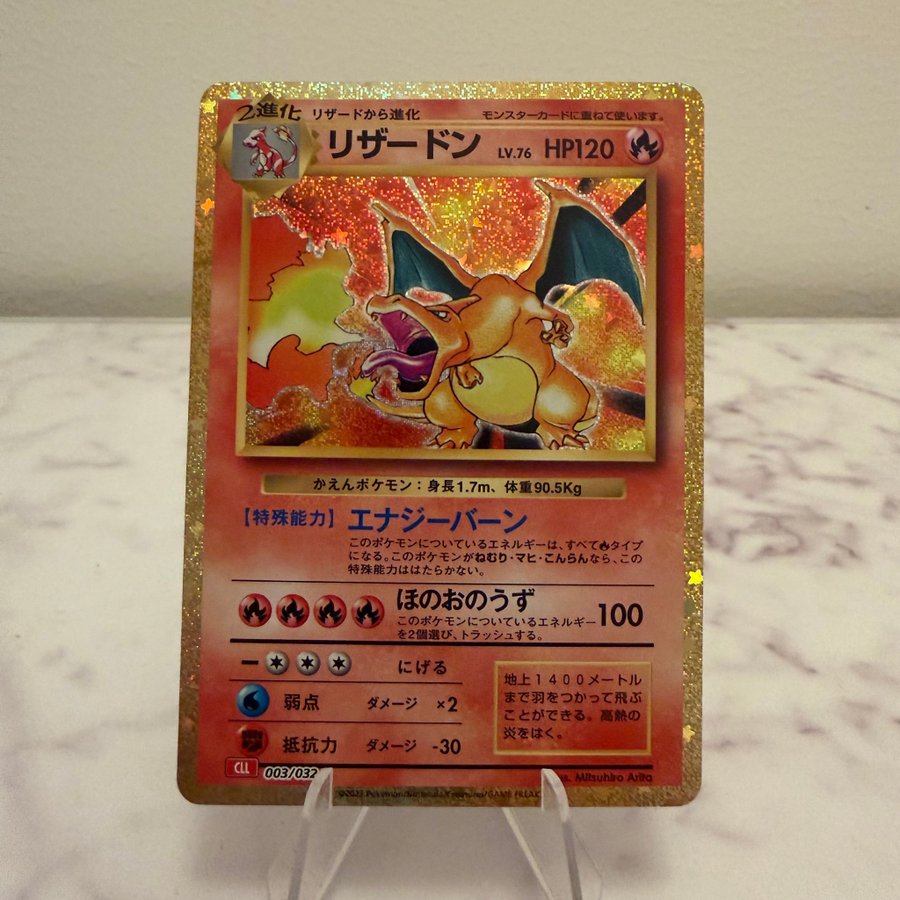 2進化 リザードから進化 モンスターカードに重ねて使います。
リザードン LV.76 HP120
かえんポケモン：身長1.7m、体重90.5Kg
【特殊能力】 エナジーバーン
このポケモンについているエネルギーは、すべてタイプ
になる。このポケモンがねむり・マヒ・こんらんなら、この
特殊能力ははたらかない。
ほのおのうず 100
このポケモンについているエネルギー
を2個選び、トラッシュする。
ー にげる
弱点 ダメージ ×2
抵抗力 ダメージ -30
地上1400メートル
まで羽をつかって飛ぶ
ことができる。高熱の
炎をはく。
CLL 003/032
Mitsuhiro Arita
©2023 Pokémon/Nintendo/Creatures/GAME FREAK